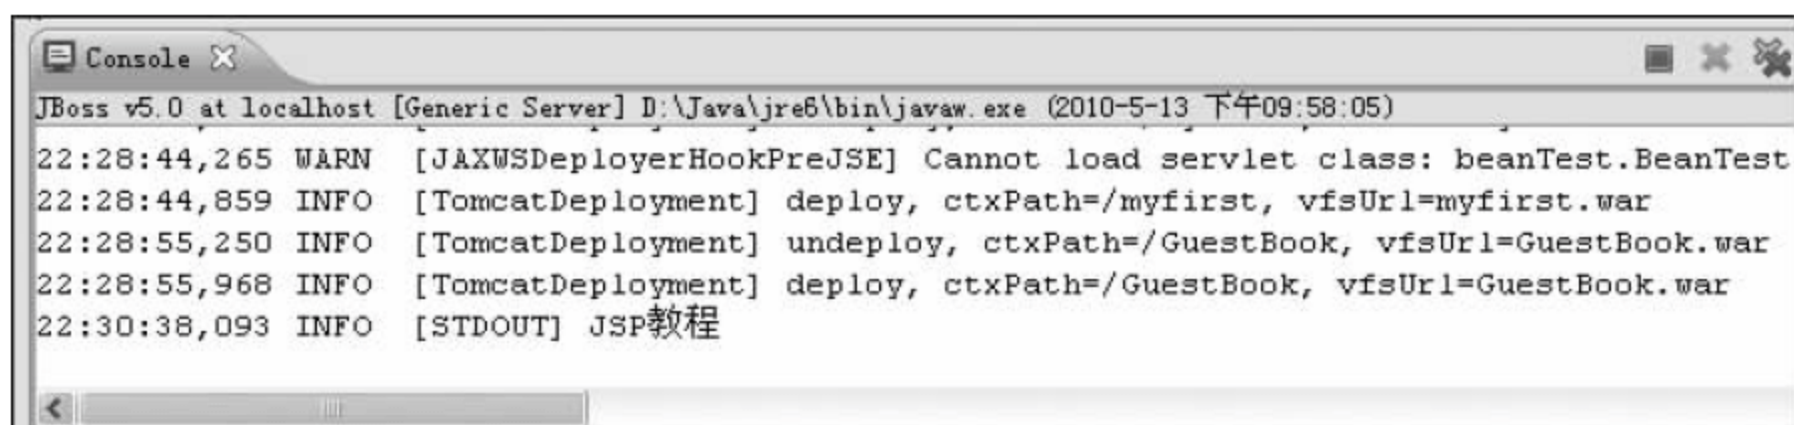 Console
JBoss v5.0 at localhost [Generic Server] D:\Java\jre6\bin\javaw.exe (2010-5-13 下午09:58:05)
22:28:44,265 WARN  [JAXWSDeployerHookPreJSE] Cannot load servlet class: beanTest.BeanTest
22:28:44,859 INFO  [TomcatDeployment] deploy, ctxPath=/myfirst, vfsUrl=myfirst.war
22:28:55,250 INFO  [TomcatDeployment] undeploy, ctxPath=/GuestBook, vfsUrl=GuestBook.war
22:28:55,968 INFO  [TomcatDeployment] deploy, ctxPath=/GuestBook, vfsUrl=GuestBook.war
22:30:38,093 INFO  [STDOUT] JSP教程